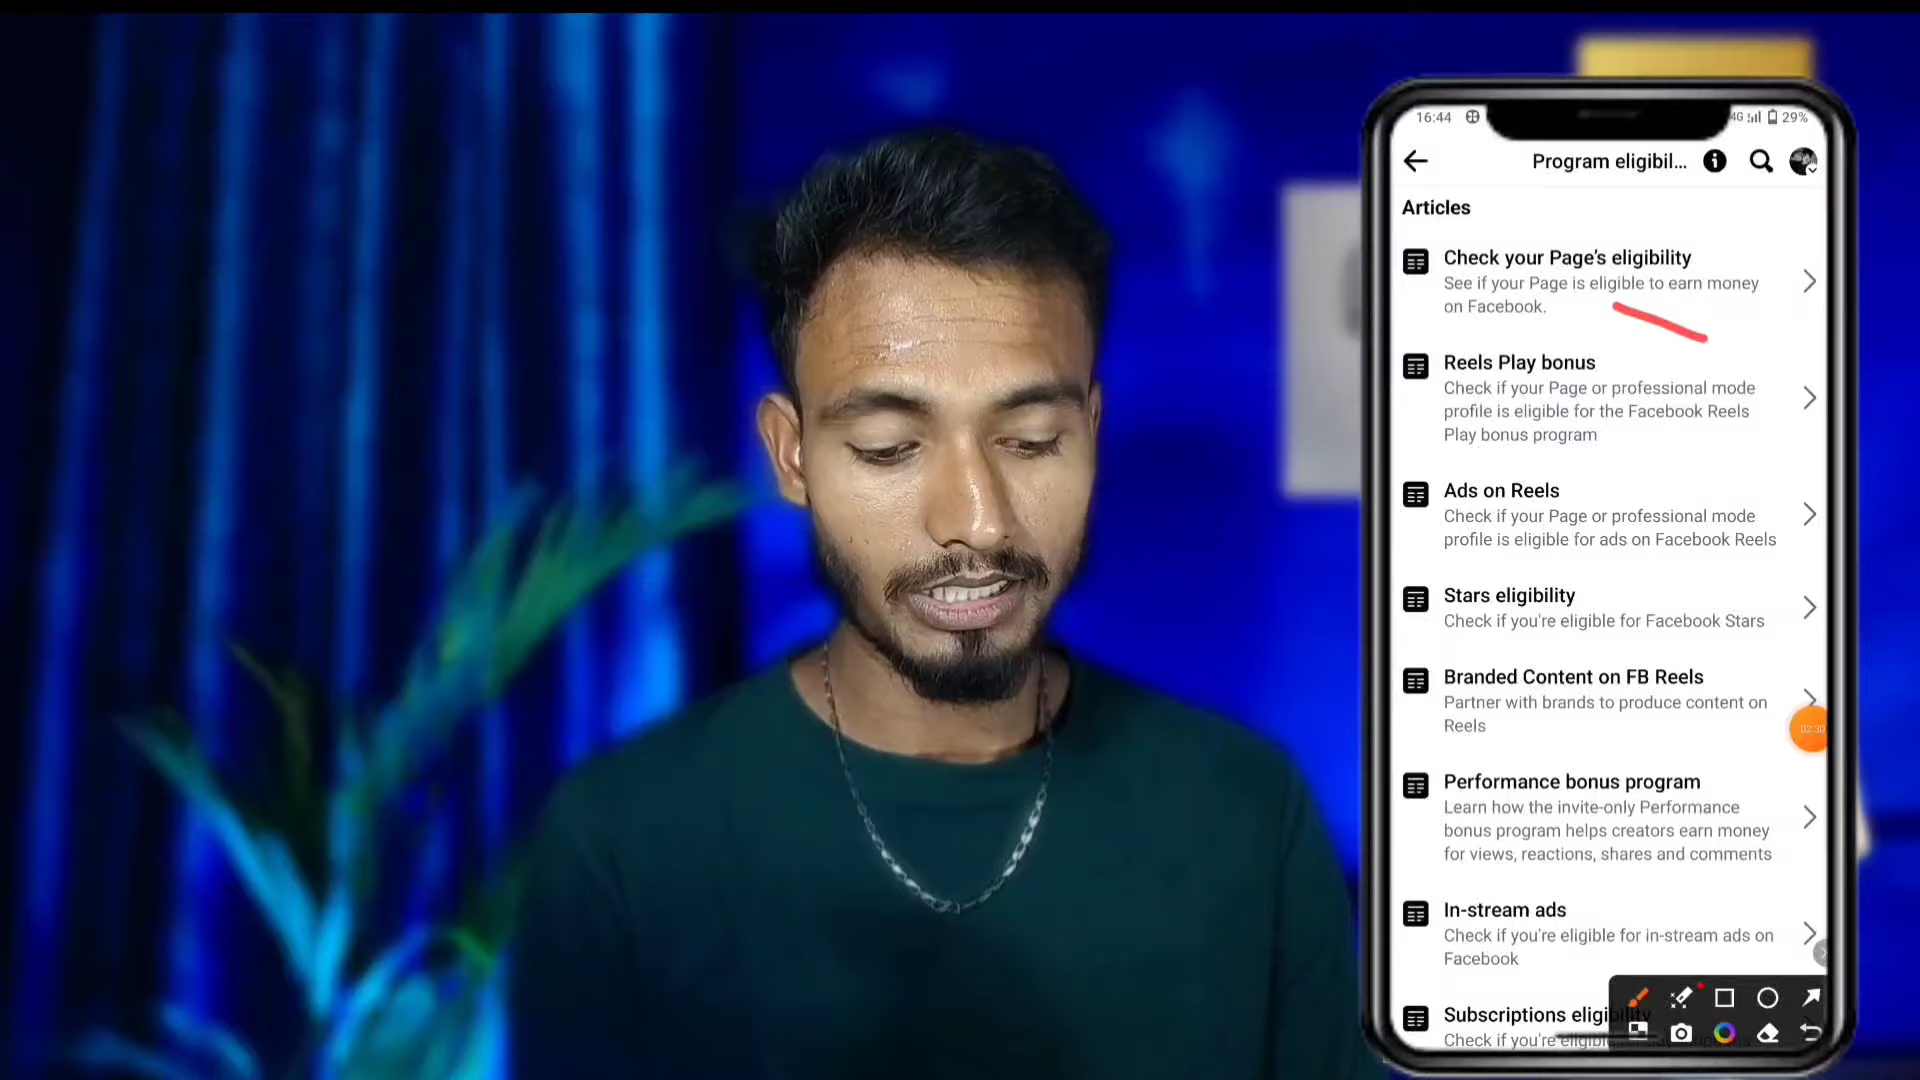 16:44
4G
29%
Program eligibil...
Articles
Check your Page's eligibility
See if your Page is eligible to earn money
on Facebook.
Reels Play bonus
Check if your Page or professional mode
profile is eligible for the Facebook Reels
Play bonus program
Ads on Reels
Check if your Page or professional mode
profile is eligible for ads on Facebook Reels
Stars eligibility
Check if you're eligible for Facebook Stars
Branded Content on FB Reels
Partner with brands to produce content on
Reels
02:30
Performance bonus program
Learn how the invite-only Performance
bonus program helps creators earn money
for views, reactions, shares and comments
In-stream ads
Check if you're eligible for in-stream ads on
Facebook
Subscriptions eligibility
Check if you're